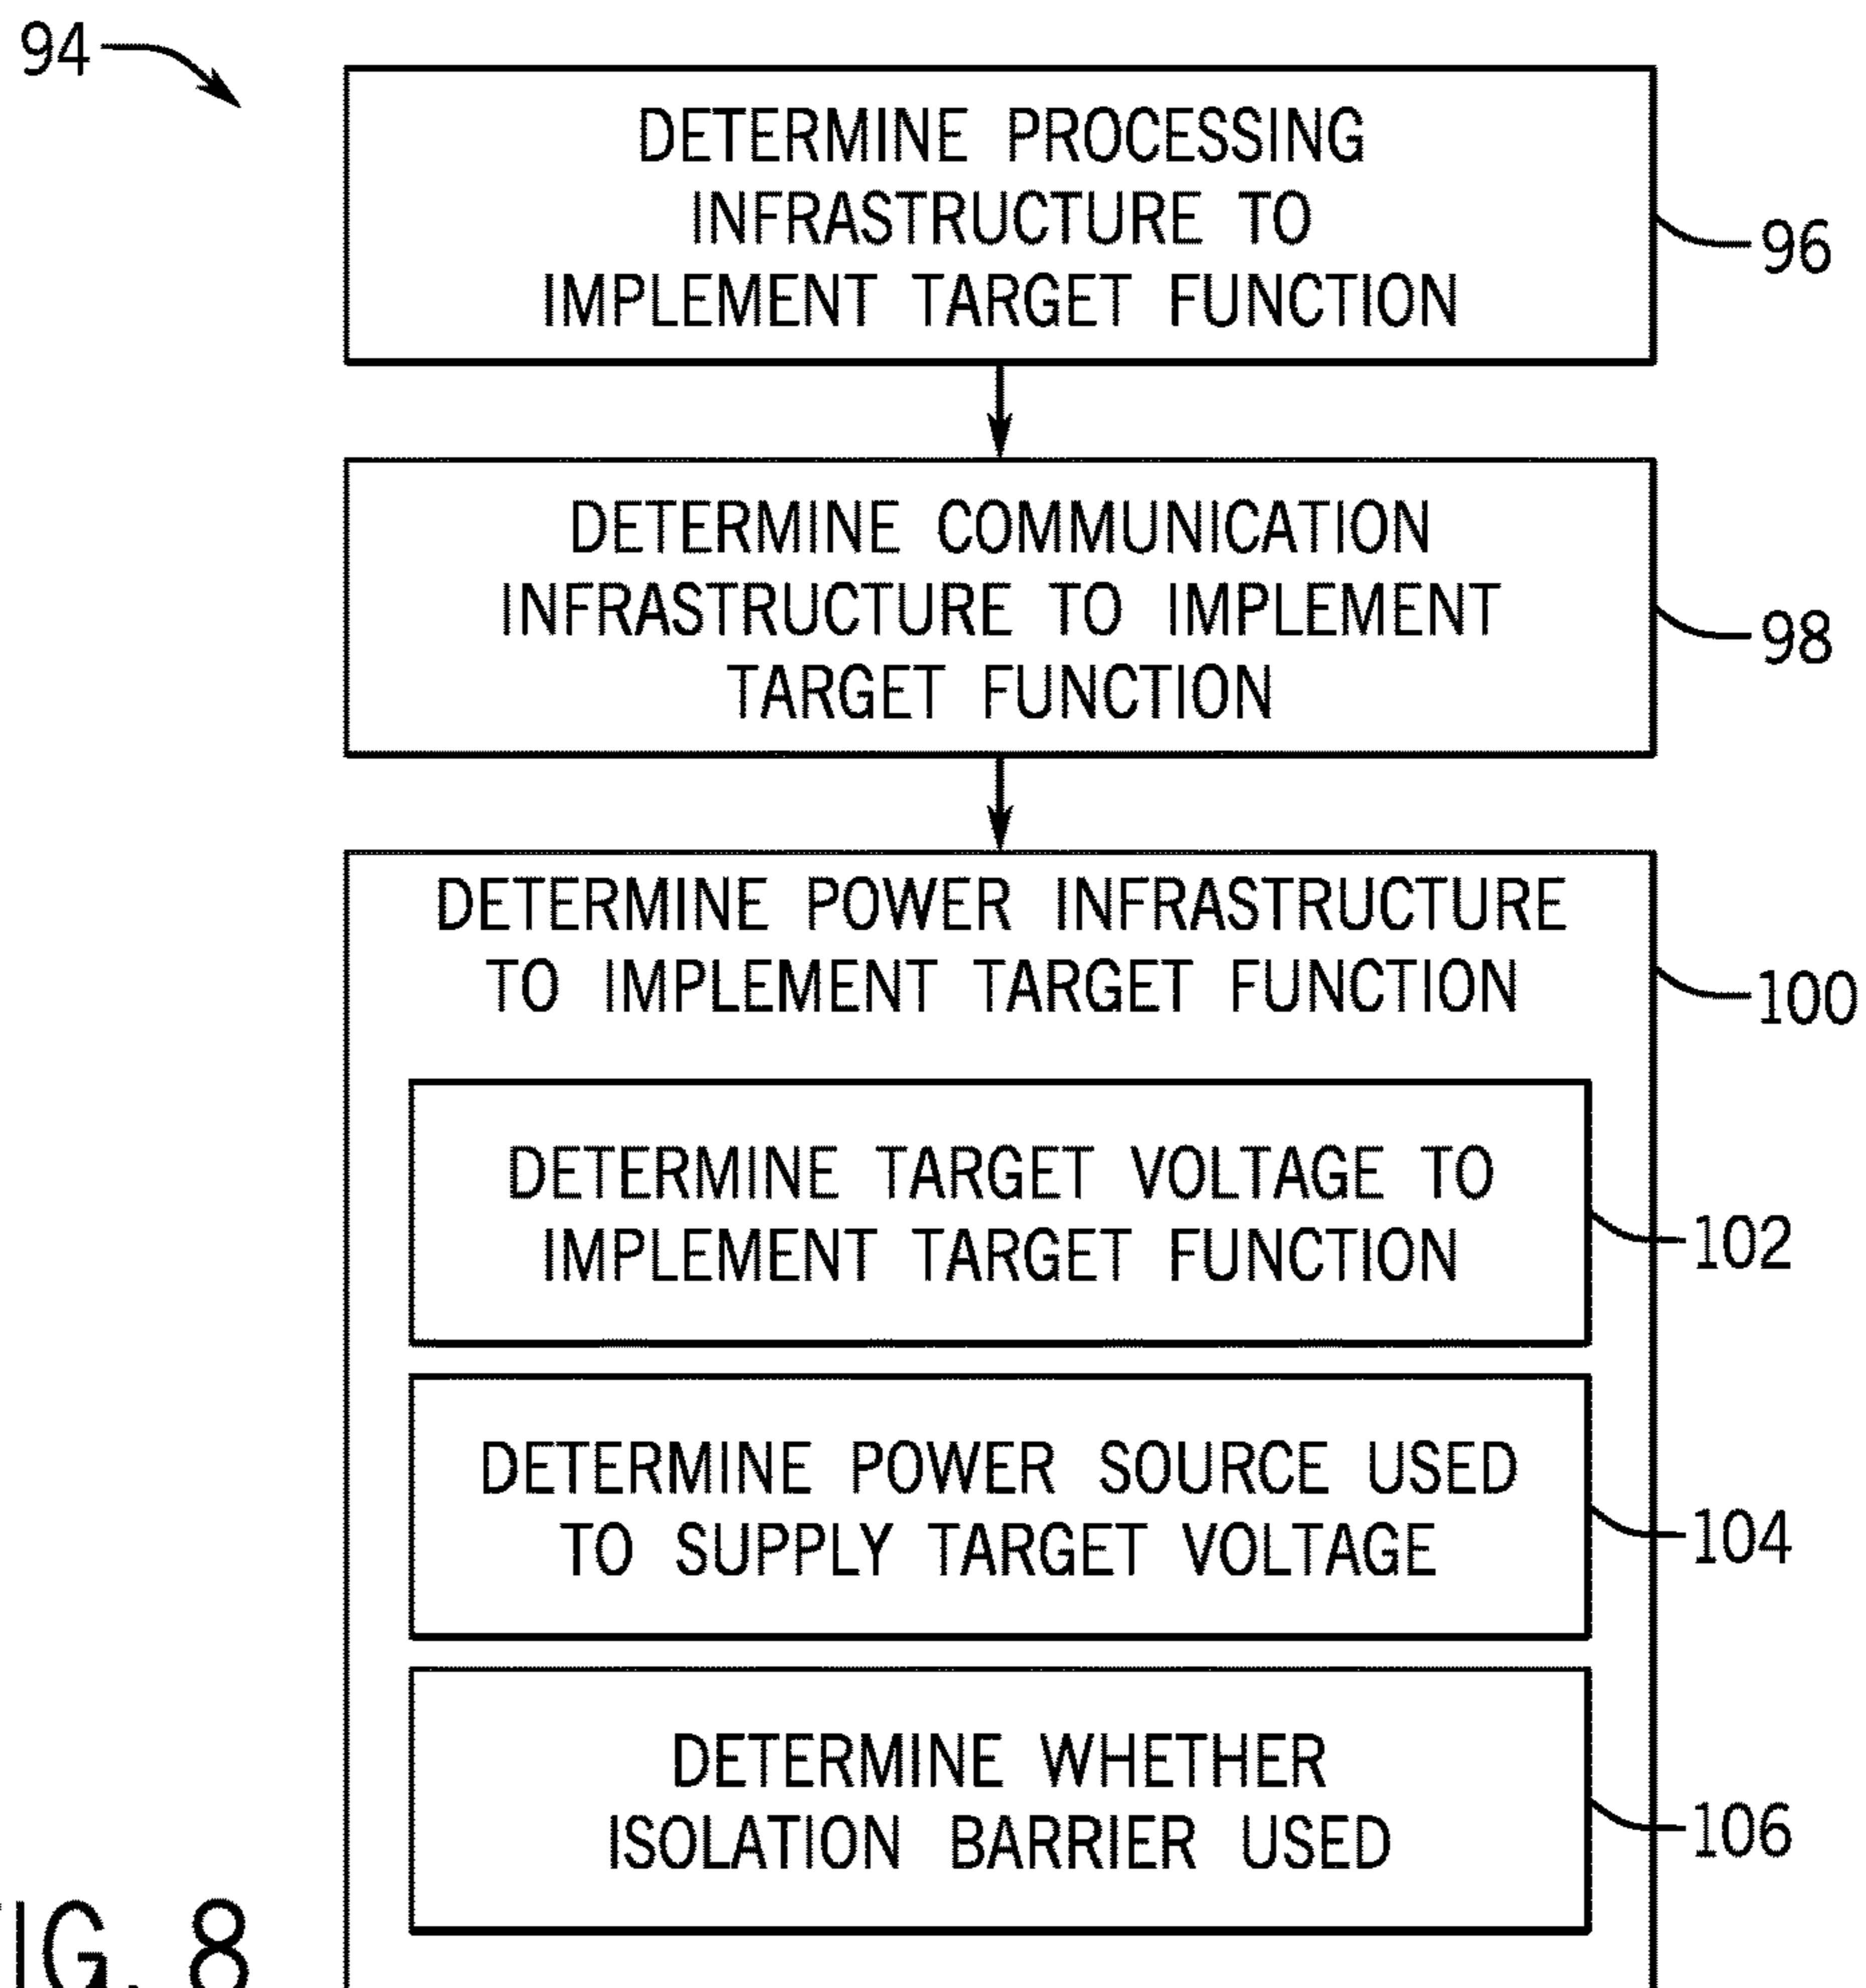 94
DETERMINE PROCESSING
INFRASTRUCTURE TO
IMPLEMENT TARGET FUNCTION
96
DETERMINE COMMUNICATION
INFRASTRUCTURE TO IMPLEMENT
TARGET FUNCTION
98
DETERMINE POWER INFRASTRUCTURE
TO IMPLEMENT TARGET FUNCTION
100
DETERMINE TARGET VOLTAGE TO
IMPLEMENT TARGET FUNCTION
102
DETERMINE POWER SOURCE USED
TO SUPPLY TARGET VOLTAGE
104
DETERMINE WHETHER
ISOLATION BARRIER USED
106
FIG. 8